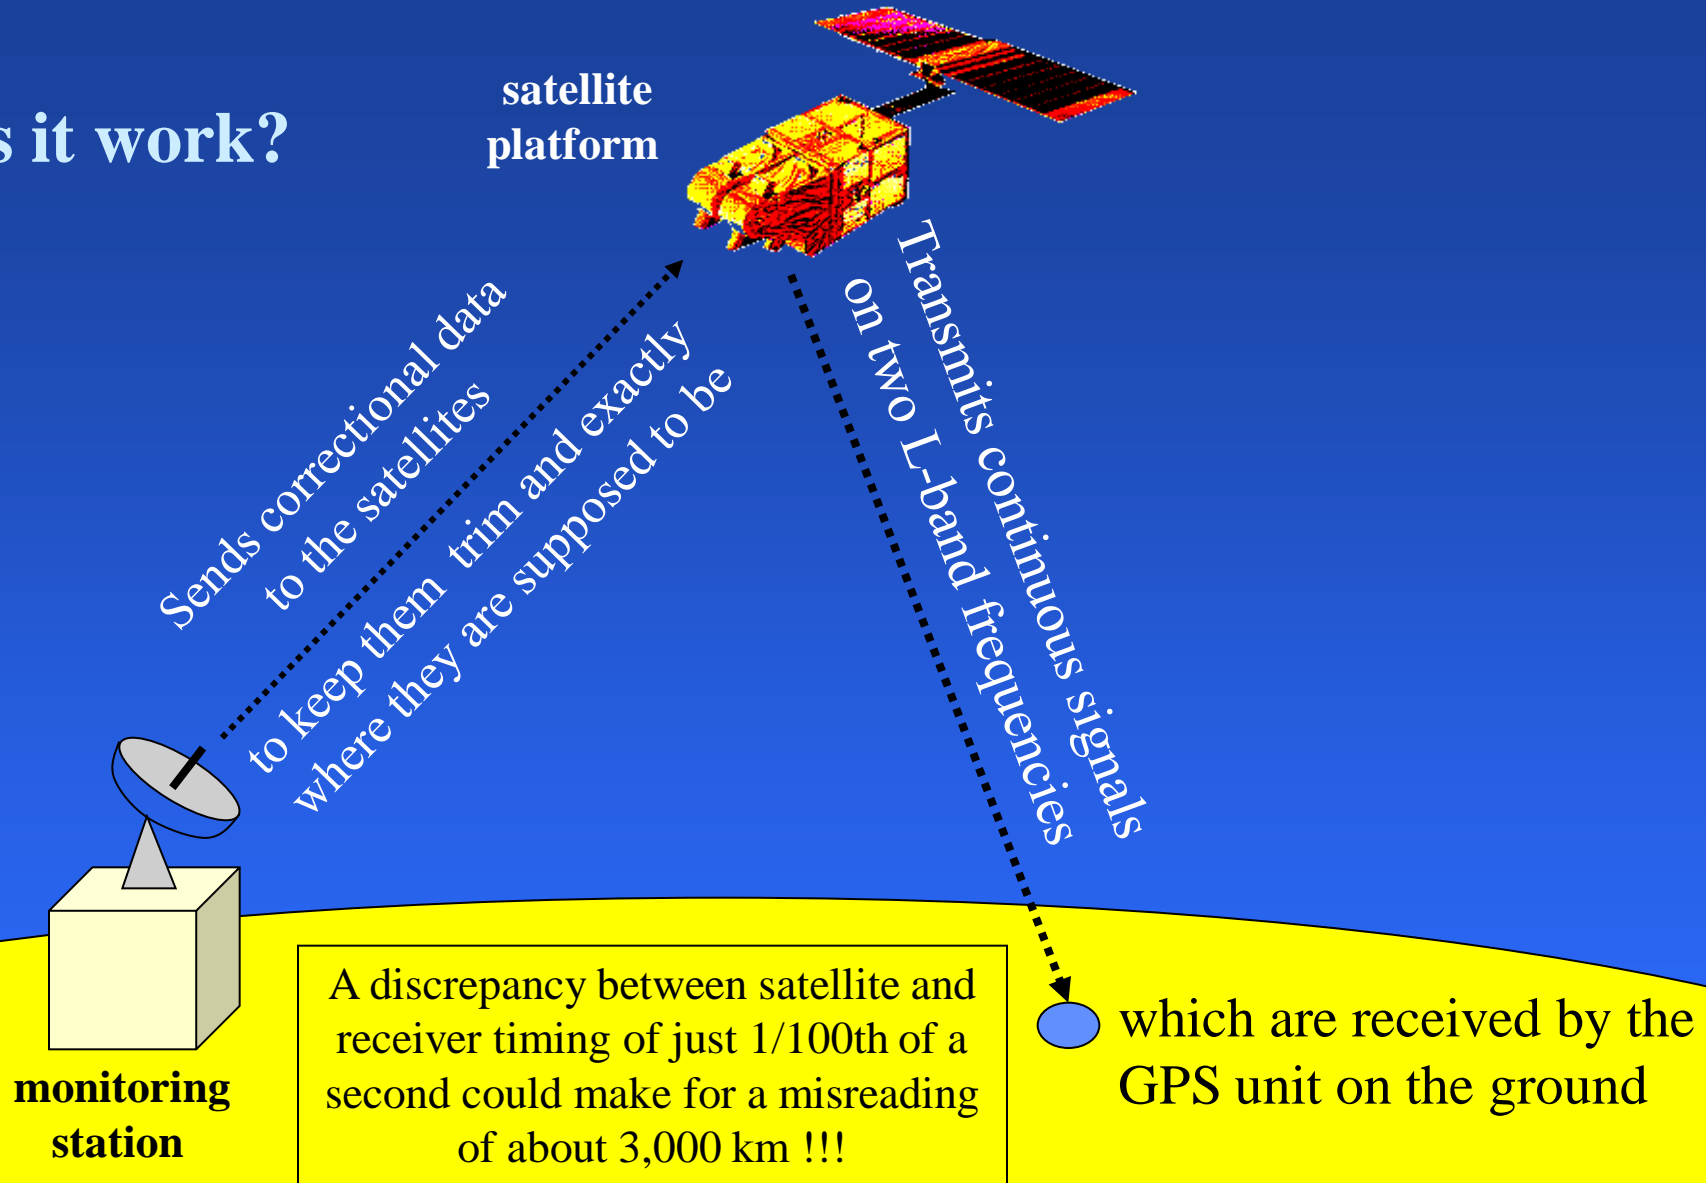 s it work?
satellite
platform
Sends correctional data
to the satellites
to keep them trim and exactly
where they are supposed to be
Transmits continuous signals
on two L-band frequencies
A discrepancy between satellite and
receiver timing of just 1/100th of a
second could make for a misreading
of about 3,000 km !!!
which are received by the
GPS unit on the ground
monitoring
station